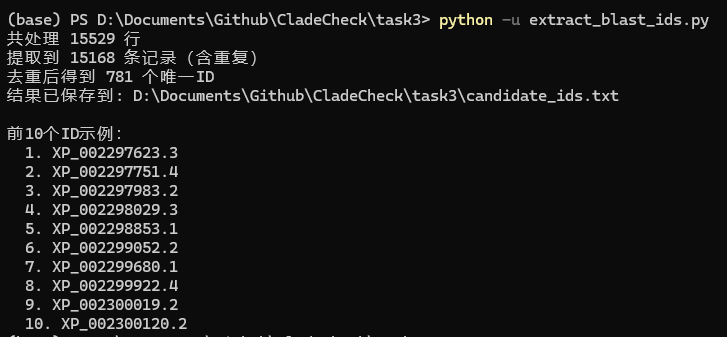 (base) PS D:\Documents\Github\CladeCheck\task3> python -u extract_blast_ids.py
共处理 15529 行
提取到 15168 条记录（含重复）
去重后得到 781 个唯一ID
结果已保存到: D:\Documents\Github\CladeCheck\task3\candidate_ids.txt
前10个ID示例:
1. XP_002297623.3
2. XP_002297751.4
3. XP_002297983.2
4. XP_002298029.3
5. XP_002298853.1
6. XP_002299052.2
7. XP_002299680.1
8. XP_002299922.4
9. XP_002300019.2
10. XP_002300120.2